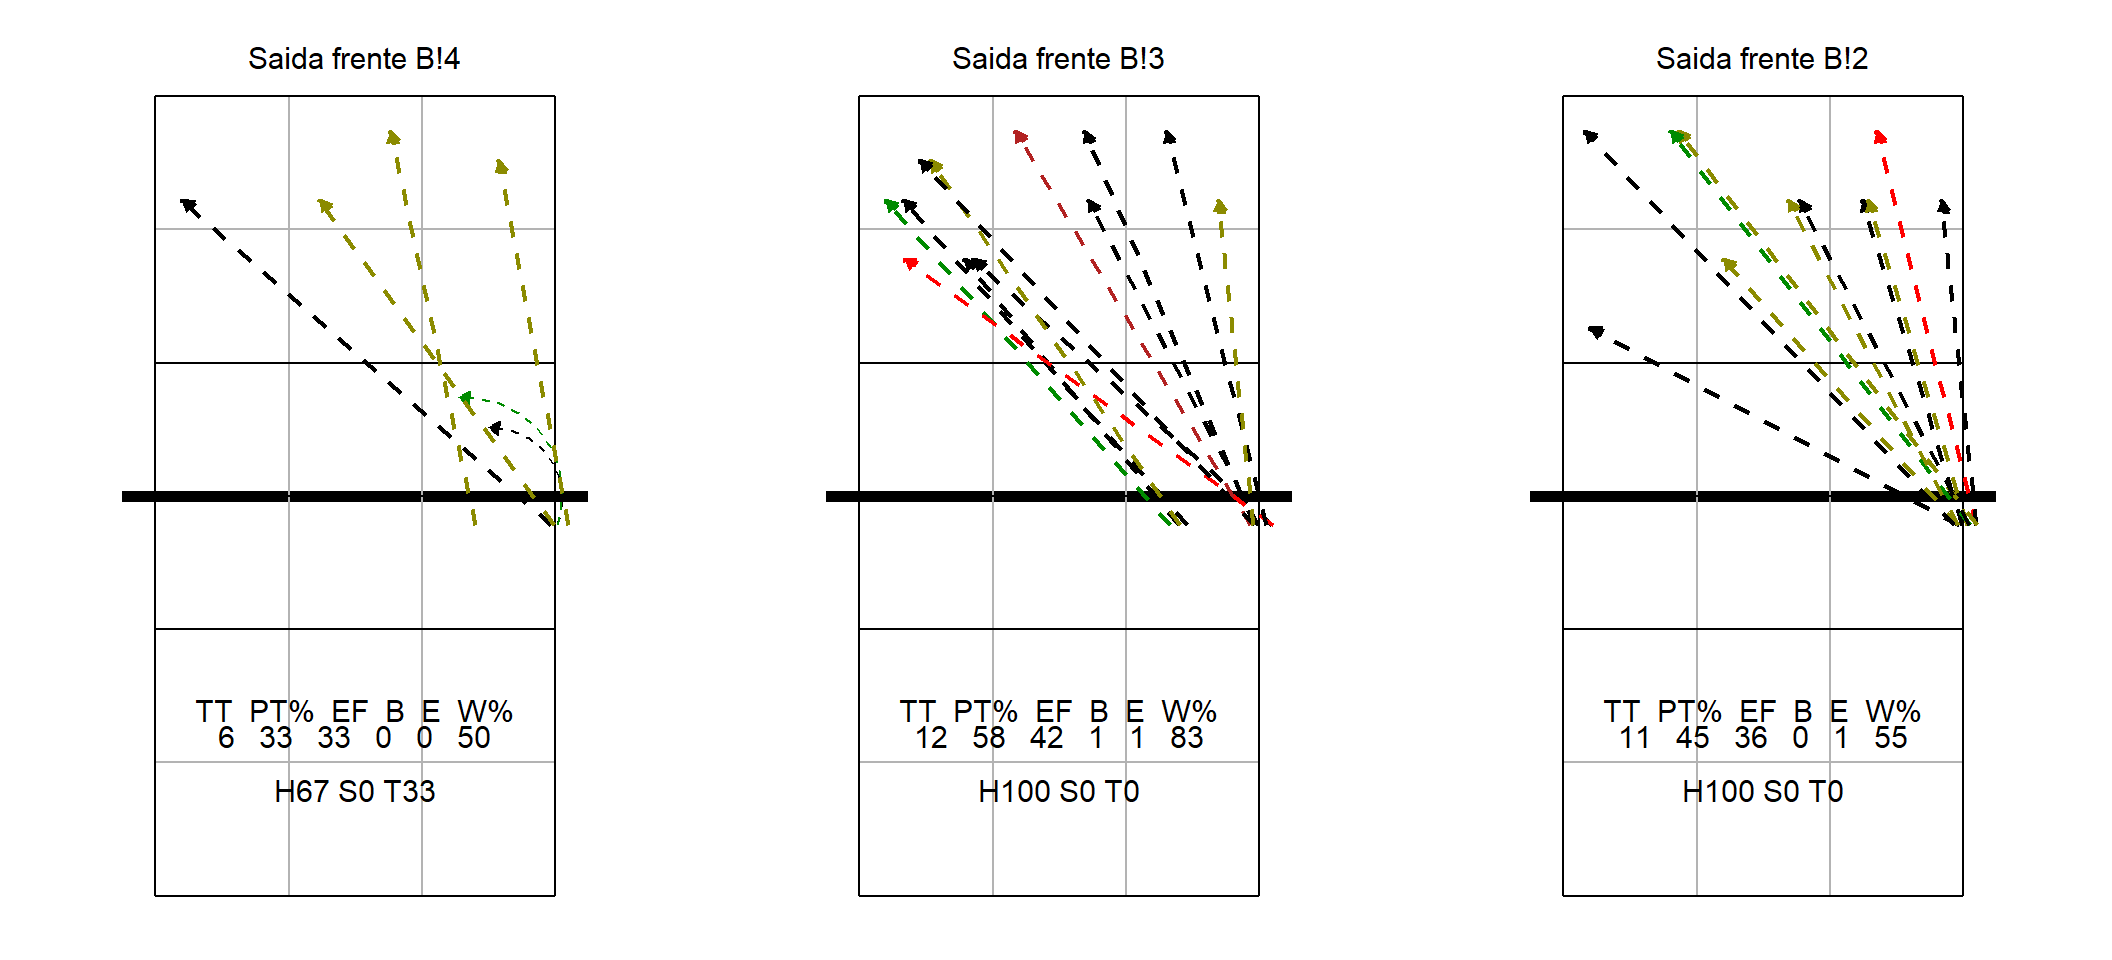 Saida frente B!4
TT PT% EF B E W%
6 33 33 0 0 50
H67 S0 T33
Saida frente B!3
TT PT% EF B E W%
12 58 42 1 1 83
H100 S0 T0
Saida frente B!2
TT PT% EF B E W%
11 45 36 0 1 55
H100 S0 T0